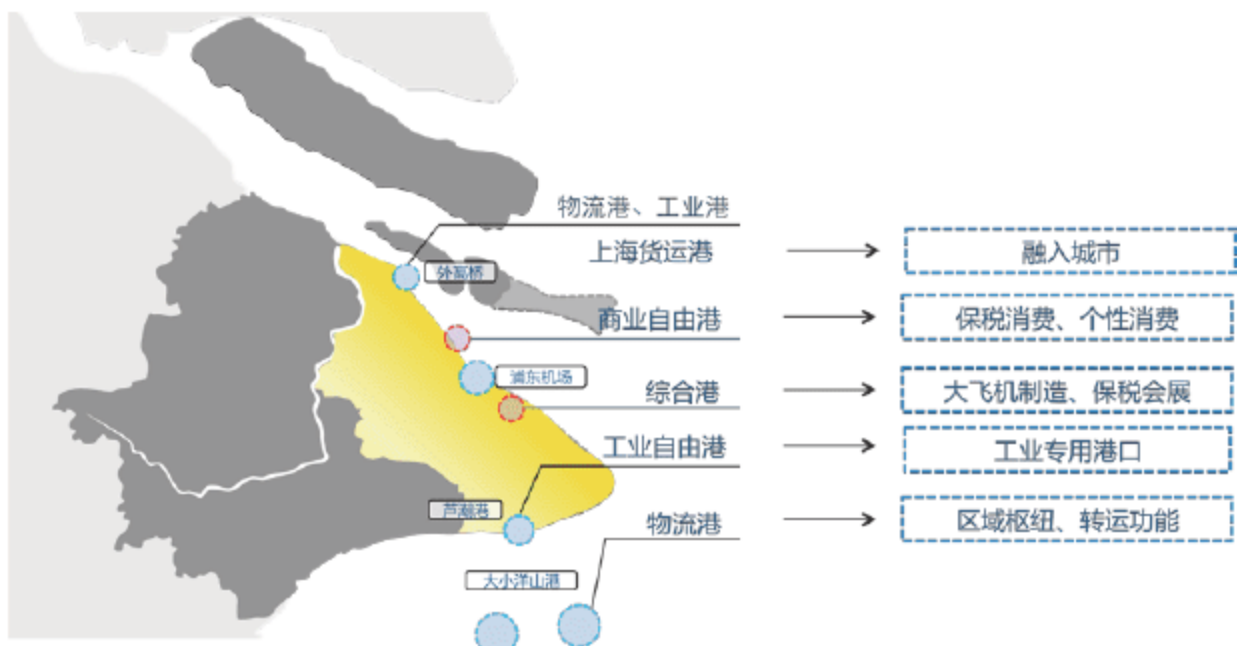 物流港、工业港
上海货运港
融入城市
外高桥
商业自由港
保税消费、个性消费
浦东机场
综合港
大飞机制造、保税会展
工业自由港
工业专用港口
芦潮港
物流港
区域枢纽、转运功能
大小洋山港